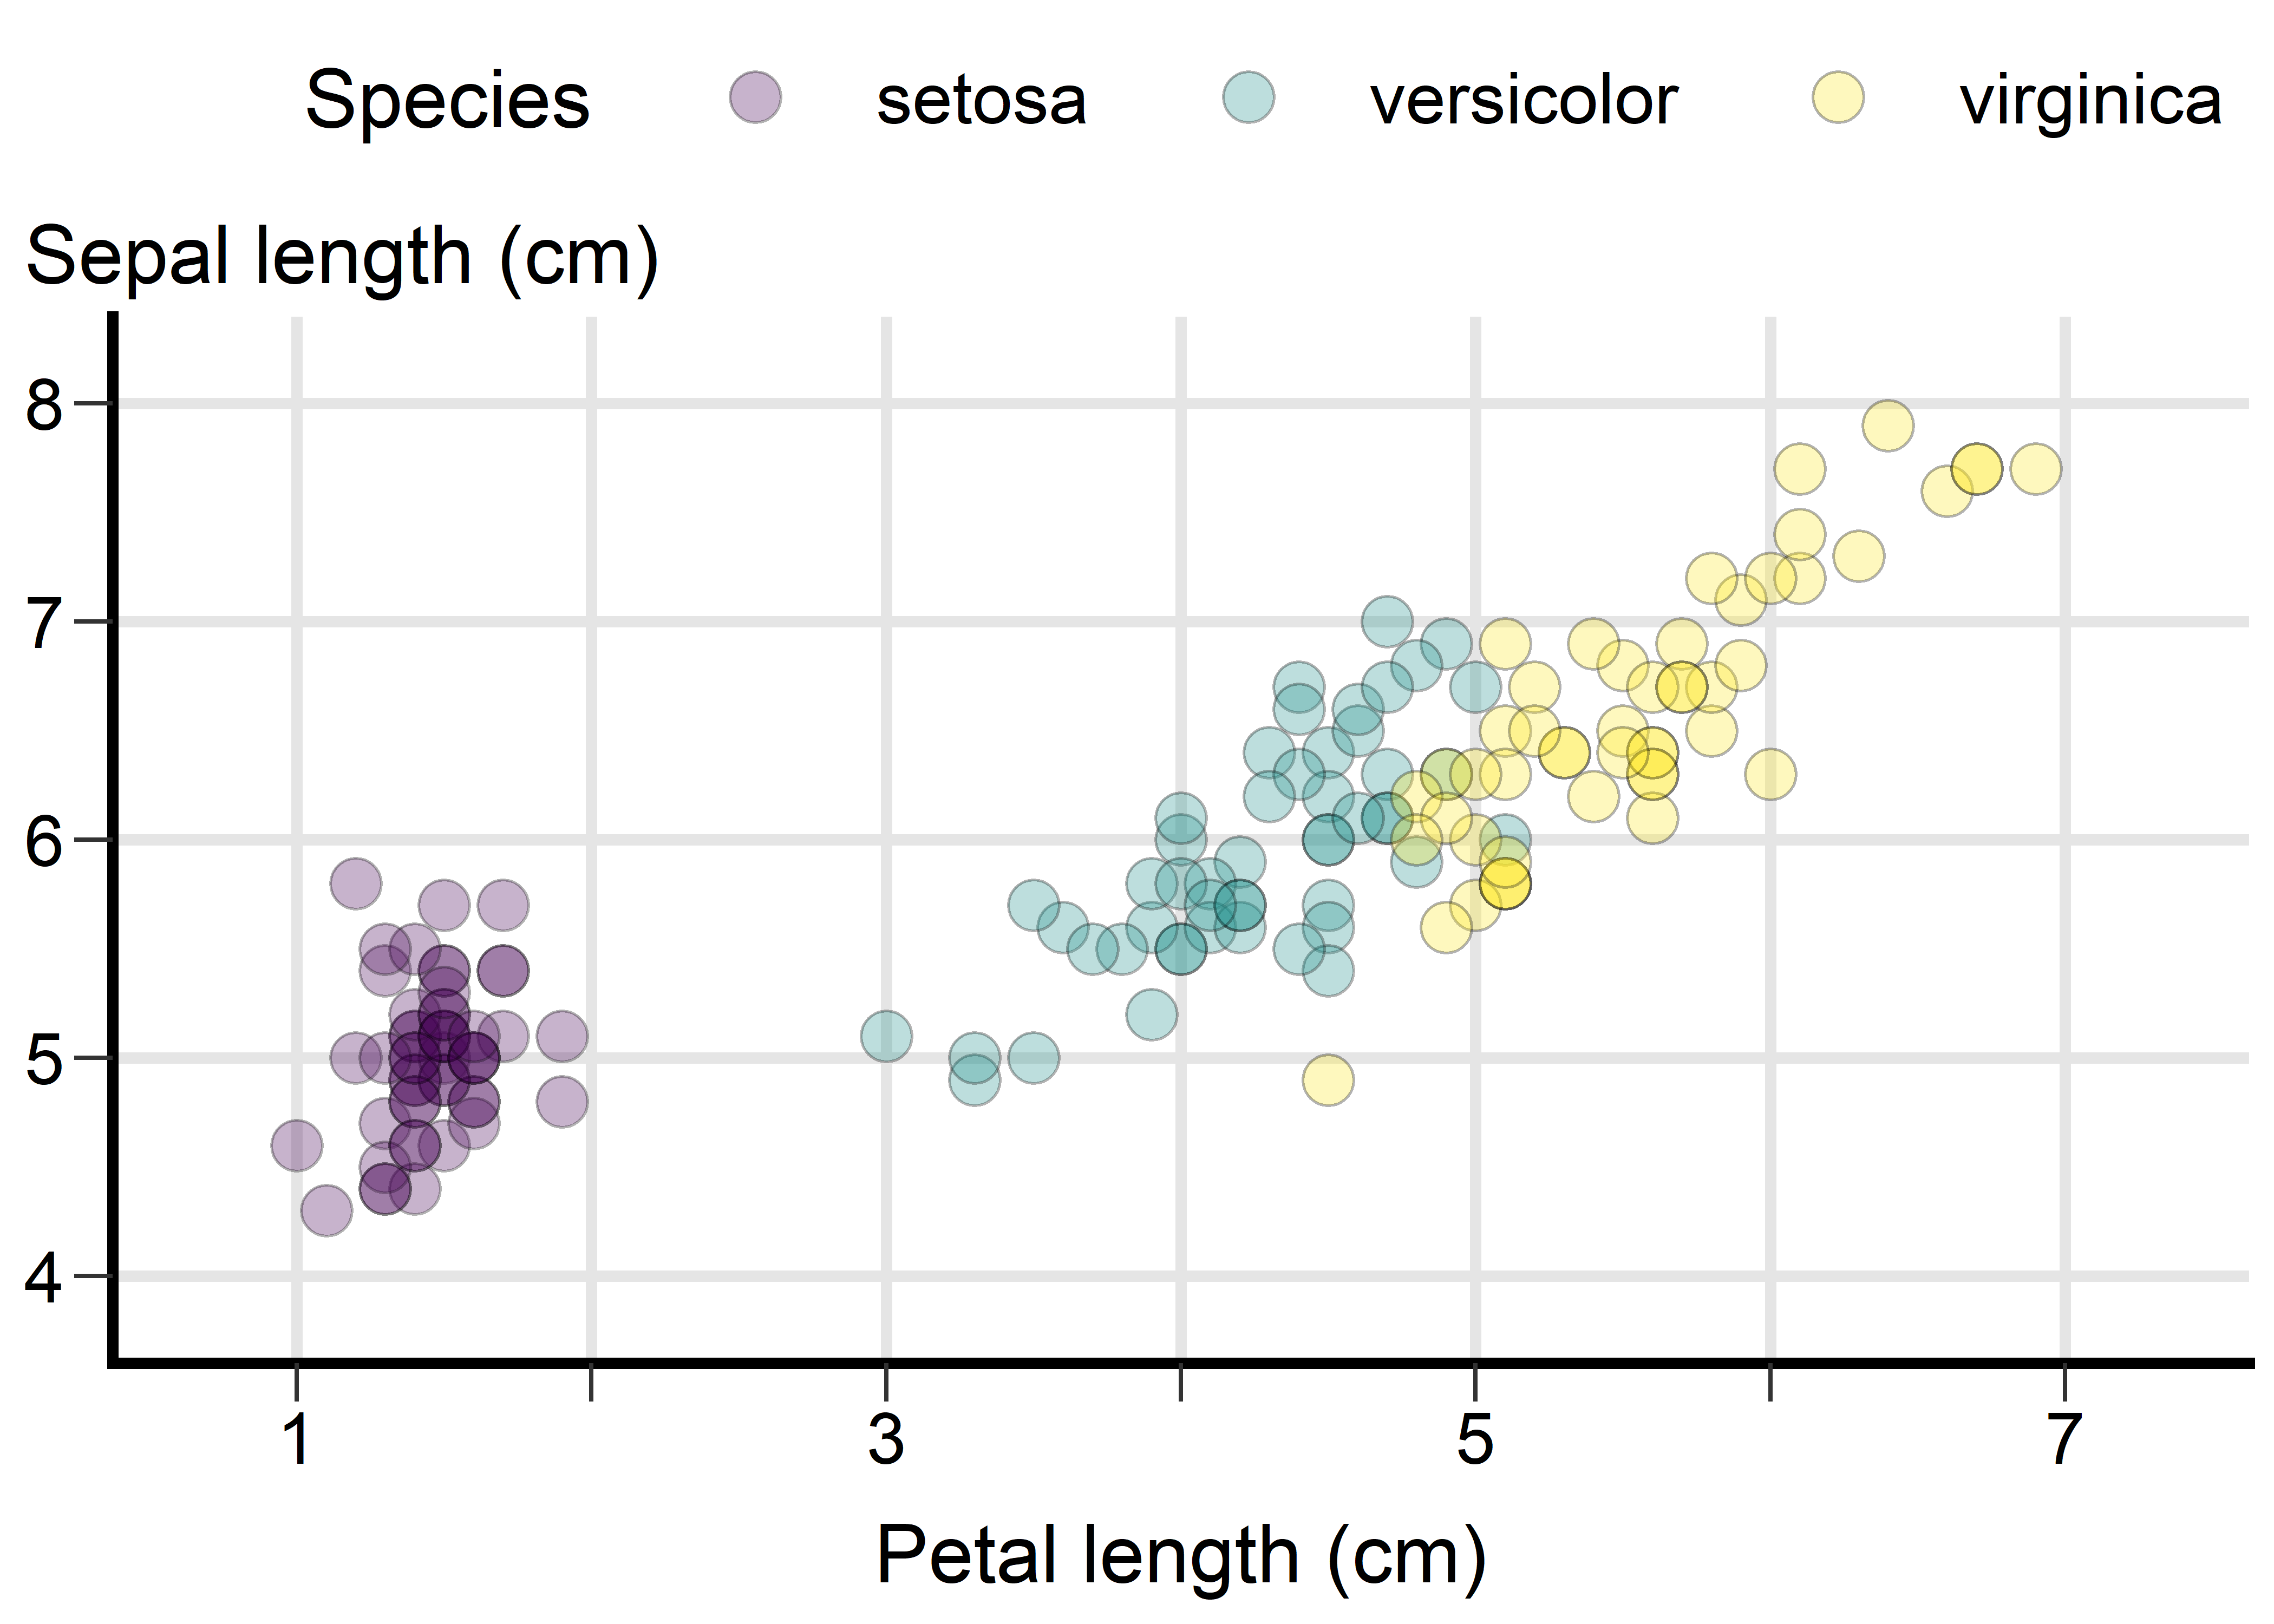 Species setosa versicolor virginica
Sepal length (cm)
8
7
6
5
4
1 3 5 7
Petal length (cm)